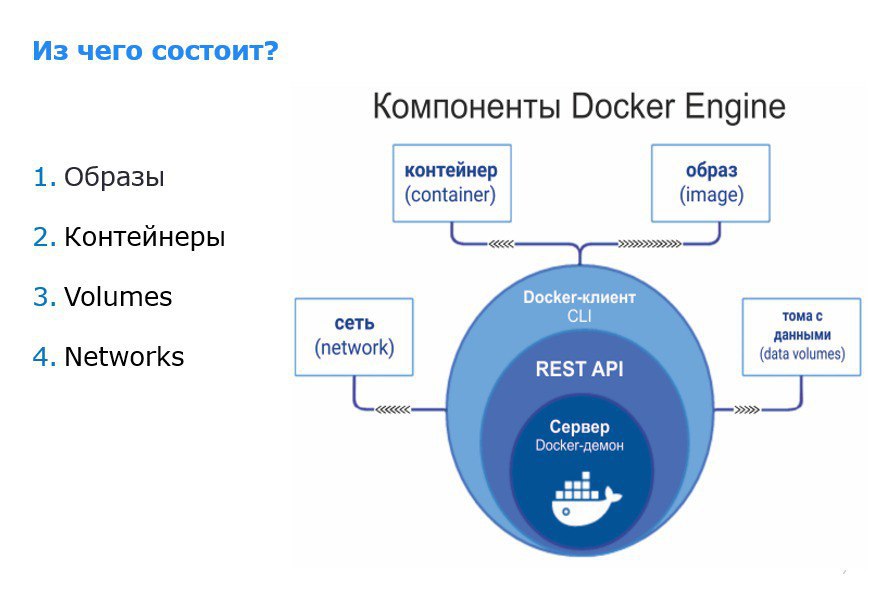 Из чего состоит?
1. Образы
2. Контейнеры
3. Volumes
4. Networks
Компоненты Docker Engine
контейнер
(container)
образ
(image)
сеть
(network)
тома с
данными
(data volumes)
Docker-клиент
CLI
REST API
Сервер
Docker-демон